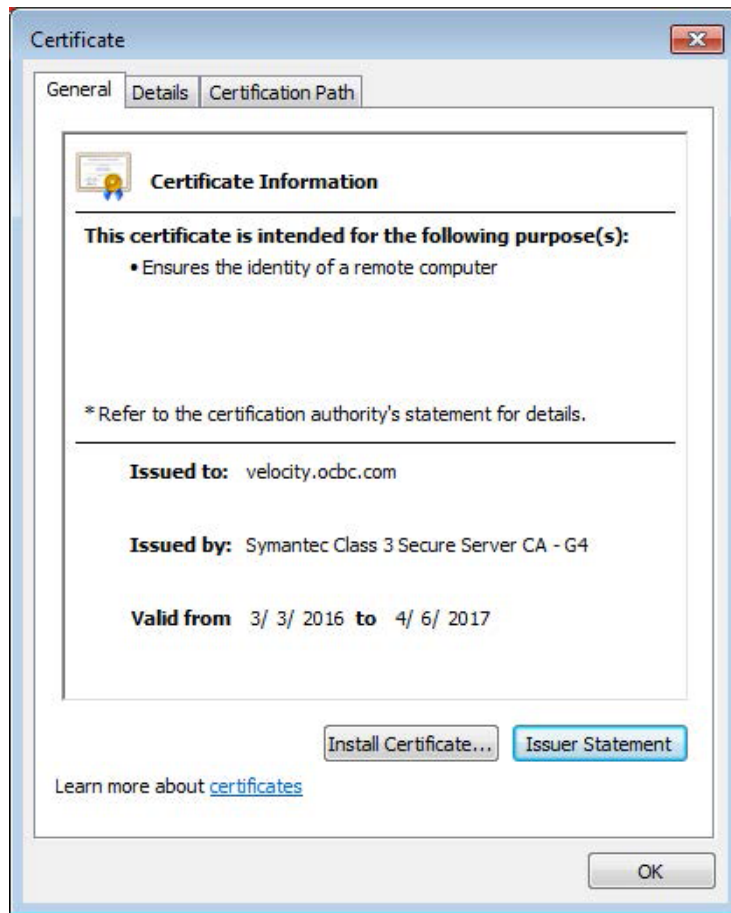 Certificate
General Details Certification Path
Certificate Information
This certificate is intended for the following purpose(s):
• Ensures the identity of a remote computer
* Refer to the certification authority's statement for details.
Issued to: velocity.ocbc.com
Issued by: Symantec Class 3 Secure Server CA - G4
Valid from 3/ 3/ 2016 to 4/ 6/ 2017
Install Certificate... Issuer Statement
Learn more about certificates
OK